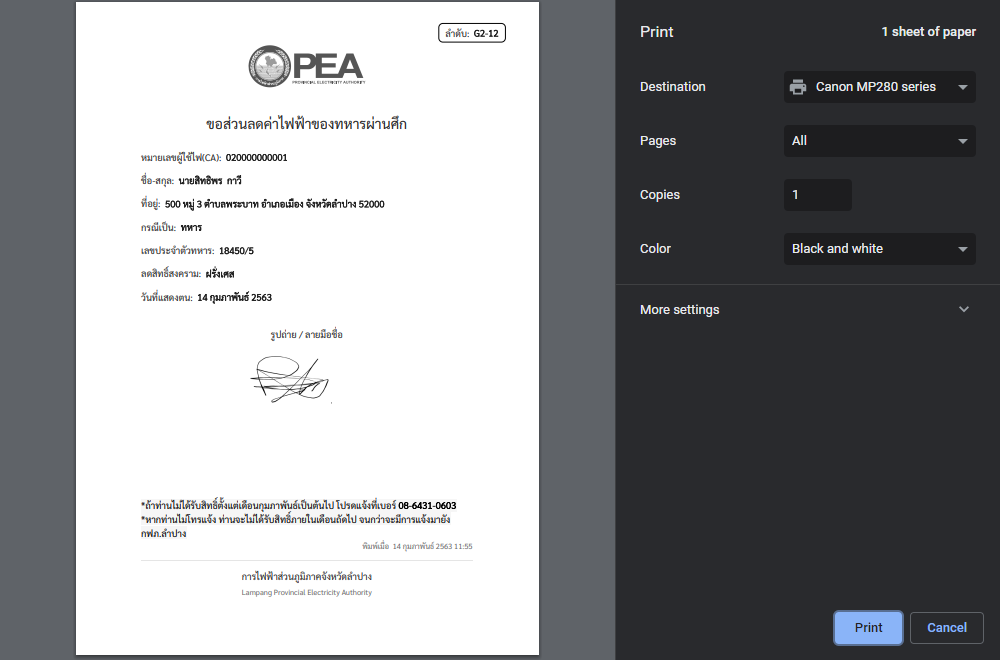 ลำดับ: G2-12
PEA
PROVINCIAL ELECTRICITY AUTHORITY
ขอส่วนลดค่าไฟฟ้าของทหารผ่านศึก
หมายเลขผู้ใช้ไฟ(CA): 020000000001
ชื่อ-สกุล: นายสิทธิพร กาวี
ที่อยู่: 500 หมู่ 3 ตำบลพระบาท อำเภอเมือง จังหวัดลำปาง 52000
กรณีเป็น: ทหาร
เลขประจำตัวทหาร: 18450/5
ลดสิทธิ์สงคราม: ฝรั่งเศส
วันที่แสดงตน: 14 กุมภาพันธ์ 2563
รูปถ่าย / ลายมือชื่อ
*ถ้าท่านไม่ได้รับสิทธิ์ตั้งแต่เดือนกุมภาพันธ์เป็นต้นไป โปรดแจ้งที่เบอร์ 08-6431-0603
*หากท่านไม่โทรแจ้ง ท่านจะไม่ได้รับสิทธิ์ภายในเดือนถัดไป จนกว่าจะมีการแจ้งมายัง
กฟภ.ลำปาง
พิมพ์เมื่อ 14 กุมภาพันธ์ 2563 11:55
การไฟฟ้าส่วนภูมิภาคจังหวัดลำปาง
Lampang Provincial Electricity Authority
Print
1 sheet of paper
Destination
Canon MP280 series
Pages
All
Copies
1
Color
Black and white
More settings
Print
Cancel